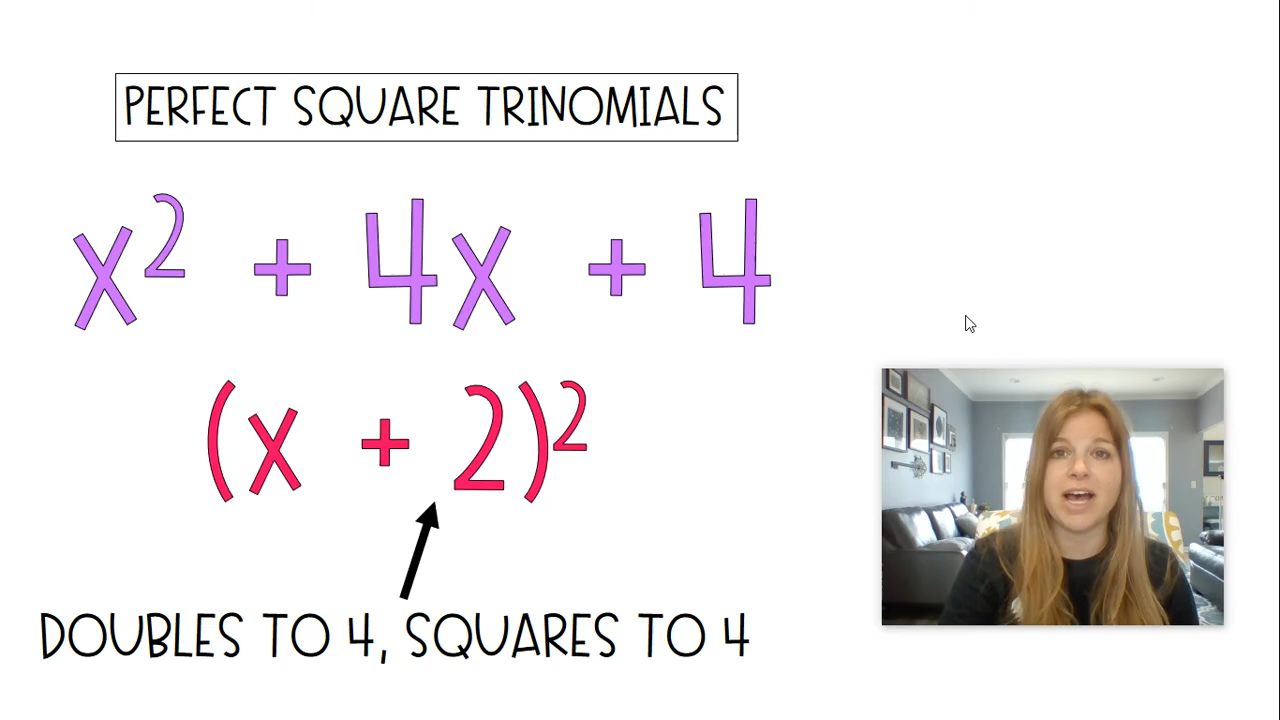 PERFECT SQUARE TRINOMIALS
x² + 4x + 4
(x + 2)²
DOUBLES TO 4, SQUARES TO 4